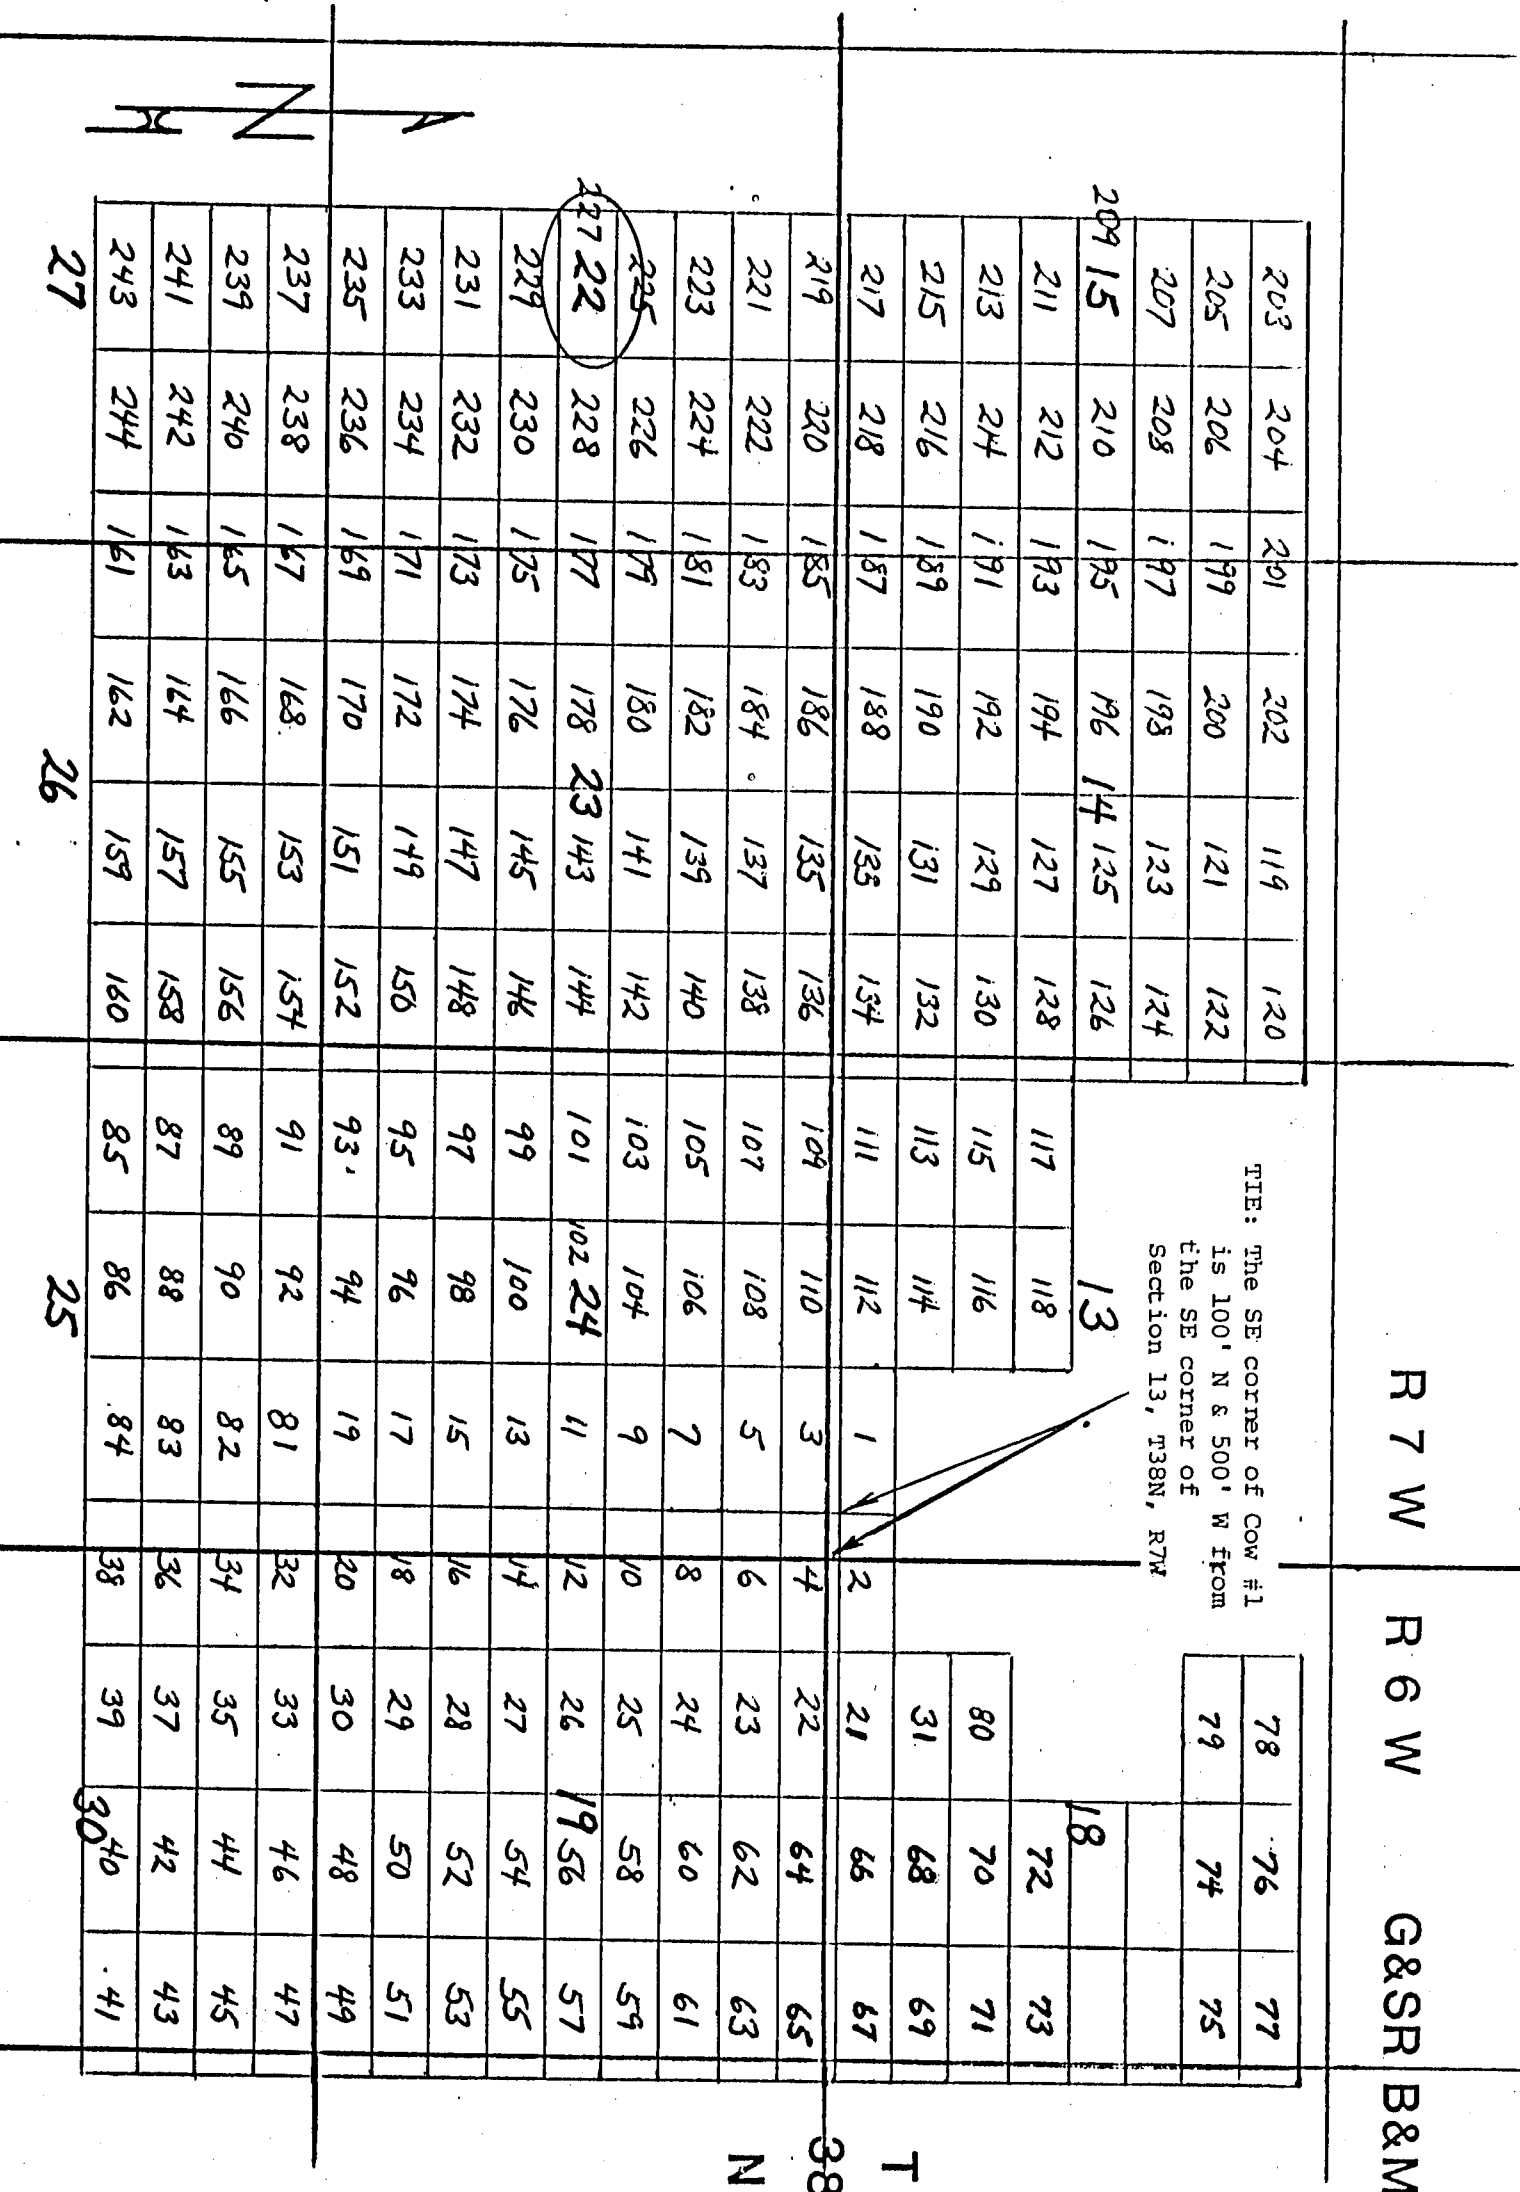 R 7 W R 6 W G&SR B&M
TIE: The SE corner of Cow #1
is 100' N & 500' W from
the SE corner of
Section 13, T38N, R7W
203 204 201 202 119 120 78 76 77
205 206 199 200 121 122 79 74 75
207 208 197 198 123 124
209 15 210 195 196 14 125 126 13 18
211 212 193 194 127 128 117 118 72 73
213 214 191 192 129 130 115 116 80 70 71
215 216 189 190 131 132 113 114 31 68 69
217 218 187 188 133 134 111 112 1 2 21 66 67
219 220 185 186 135 136 109 110 3 4 22 64 65
221 222 183 184 137 138 107 108 5 6 23 62 63
223 224 181 182 139 140 105 106 7 8 24 60 61
225 226 179 180 141 142 103 104 9 10 25 58 59
227 22 228 177 178 23 143 144 101 102 24 11 12 26 19 56 57
229 230 175 176 145 146 99 100 13 14 27 54 55
231 232 173 174 147 148 97 98 15 16 28 52 53
233 234 171 172 149 150 95 96 17 18 29 50 51
235 236 169 170 151 152 93 94 19 20 30 48 49
237 238 167 168 153 154 91 92 81 32 33 46 47
239 240 165 166 155 156 89 90 82 34 35 44 45
241 242 163 164 157 158 87 88 83 36 37 42 43
243 244 161 162 159 160 85 86 84 38 39 40 41
27 26 25 30
T
38
N
N